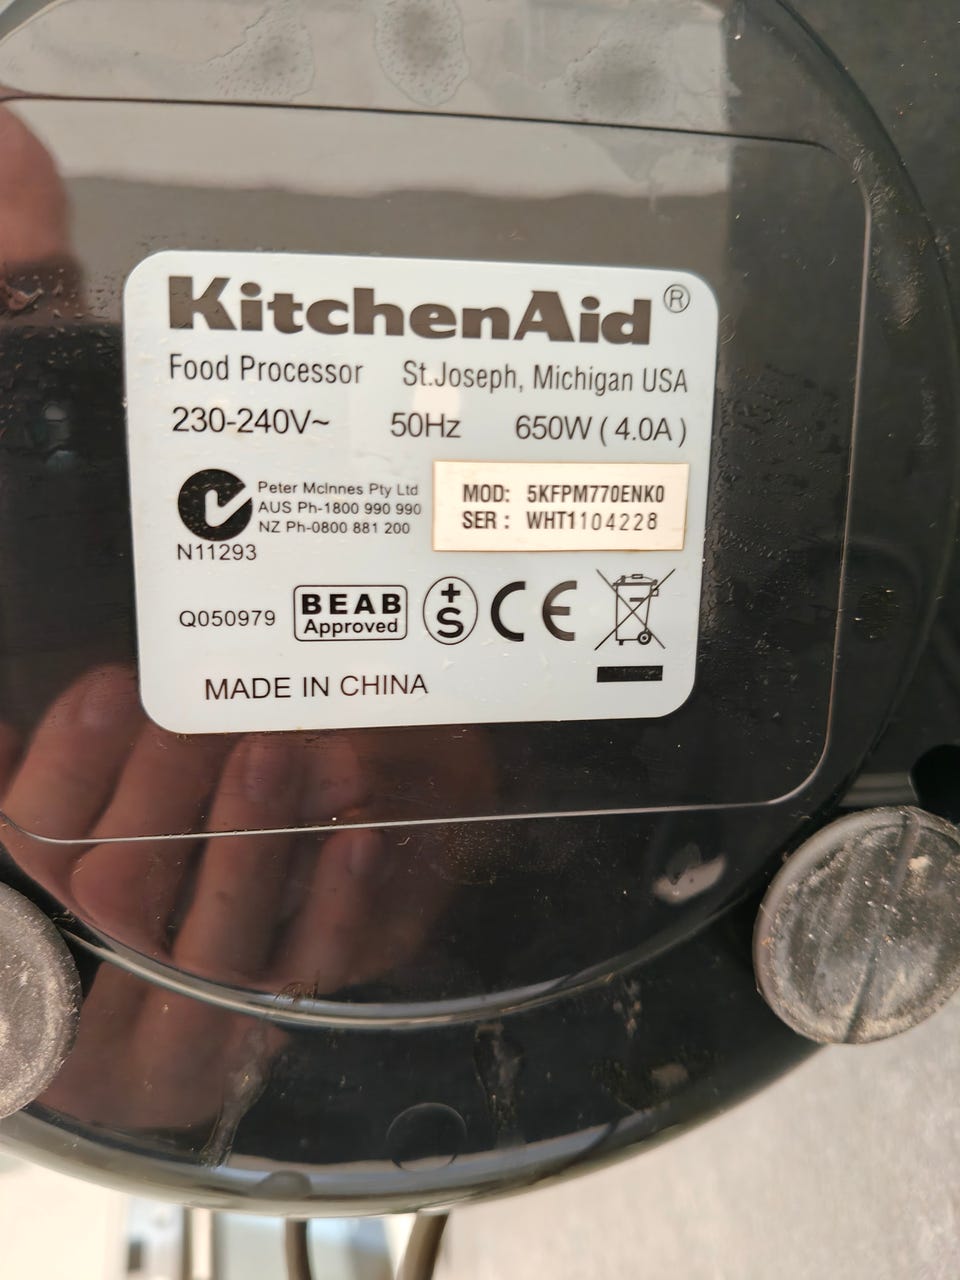 KitchenAid®
Food Processor St.Joseph, Michigan USA
230-240V~ 50Hz 650W ( 4.0A )
Peter McInnes Pty Ltd
AUS Ph-1800 990 990
NZ Ph-0800 881 200
N11293
MOD: 5KFPM770ENK0
SER : WHT1104228
Q050979
BEAB
Approved
+
S
CE
MADE IN CHINA